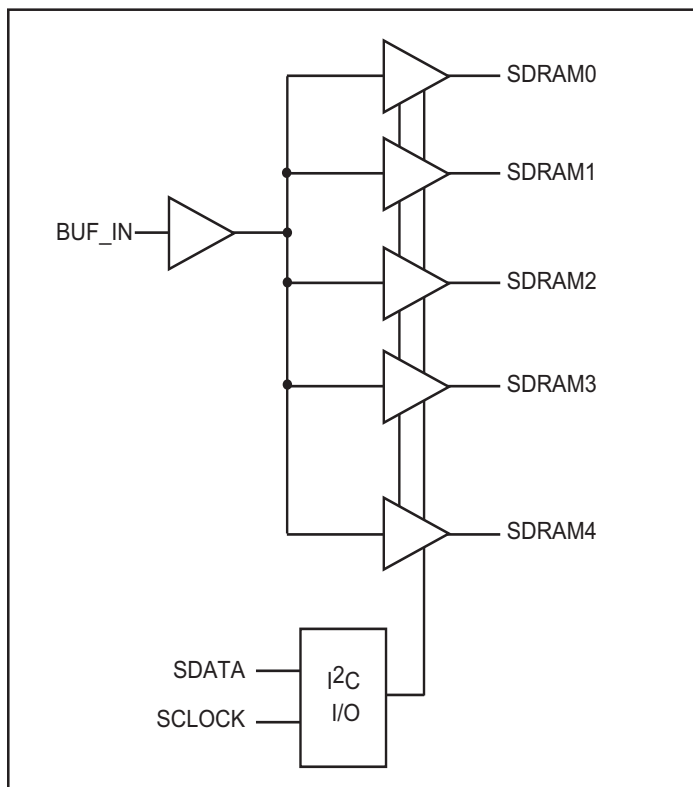 SDRAM0
SDRAM1
BUF_IN
SDRAM2
SDRAM3
SDRAM4
SDATA
I²C
I/O
SCLOCK